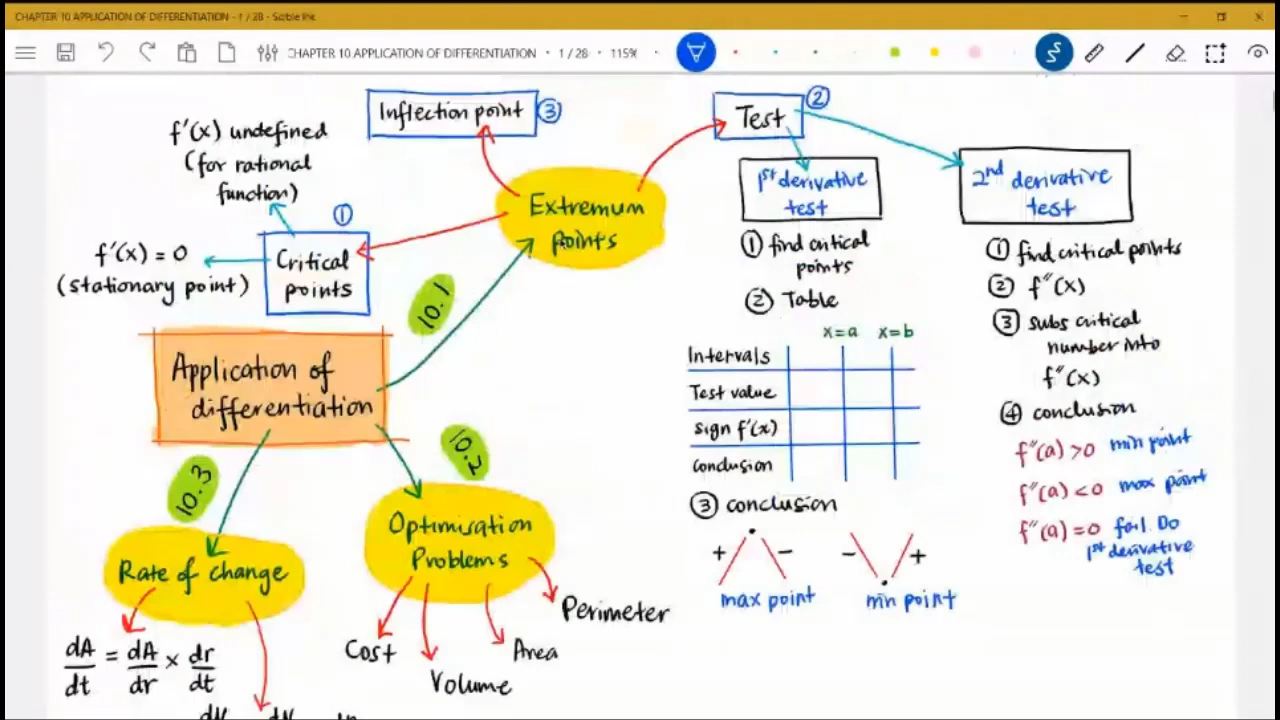 CHAPTER 10 APPLICATION OF DIFFERENTIATION - 1 / 28 - Scrble Ink
CHAPTER 10 APPLICATION OF DIFFERENTIATION • 1 / 28 • 115%
Inflection point ③
f'(x) undefined
(for rational
function)
①
f'(x) = 0
(stationary point)
Critical
points
Extremum
points
10.1
Application of
differentiation
10.3
10.2
Rate of change
Optimisation
Problems
dA/dt = dA/dr × dr/dt
Cost
Volume
Area
Perimeter
Test ②
1st derivative
test
① find critical
points
② Table
x=a x=b
Intervals
Test value
sign f'(x)
conclusion
③ conclusion
+ -
max point
- +
min point
2nd derivative
test
① find critical points
② f"(x)
③ subs critical
number into
f"(x)
④ conclusion
f"(a) >0 min point
f"(a) <0 max point
f"(a) =0 fail. Do
1st derivative
test